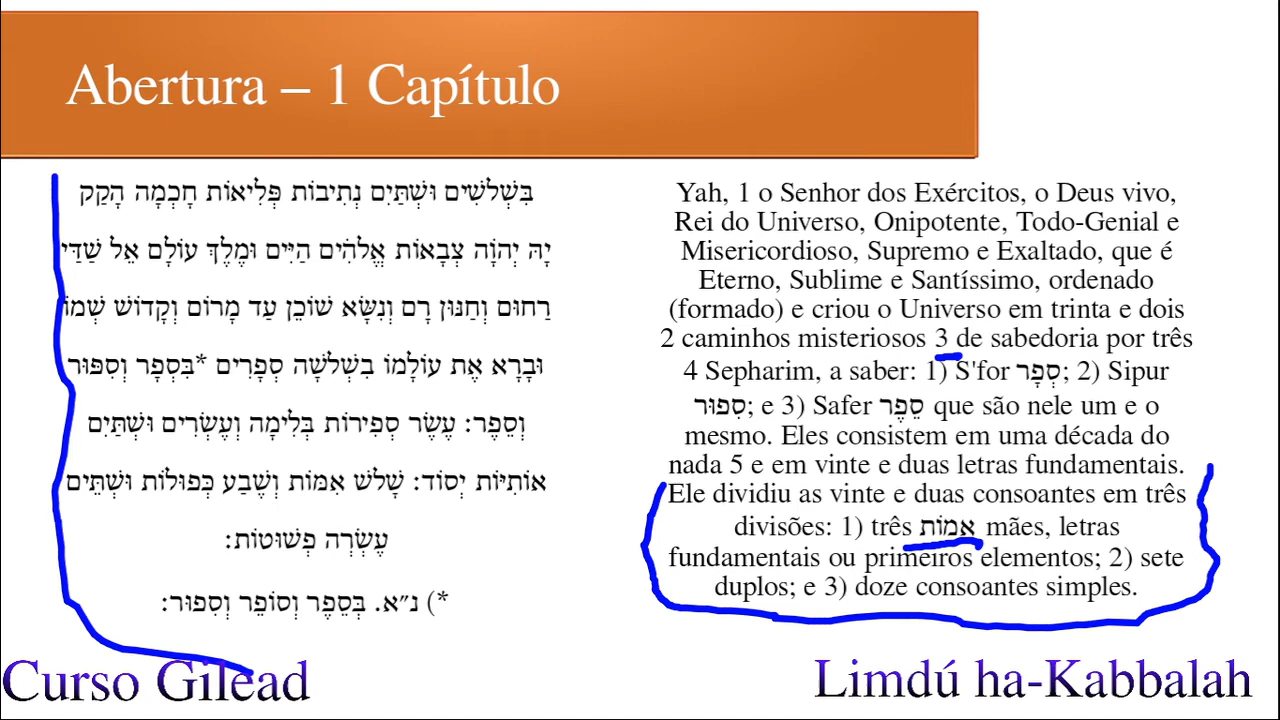 Abertura – 1 Capítulo
בִּשְׁלֹשִׁים וּשְׁתַּיִם נְתִיבוֹת פְּלִיאוֹת חָכְמָה הָקַק
יָהּ יְהֹוָה צְבָאוֹת אֱלֹהִים הַיִּים וּמֶלֶךְ עוֹלָם אֵל שַׁדַּי
רַחוּם וְחַנּוּן רָם וְנִשָּׂא שׁוֹכֵן עַד מָרוֹם וְקָדוֹשׁ שְׁמוֹ
וּבָרָא אֶת עוֹלָמוֹ בִּשְׁלֹשָׁה סְפָרִים *בִּסְפָר וְסִפּוּר
וְסֵפֶר: עֶשֶׂר סְפִירוֹת בְּלִימָה וְעֶשְׂרִים וּשְׁתַּיִם
אוֹתִיּוֹת יְסוֹד: שָׁלֹשׁ אִמּוֹת וְשֶׁבַע כְּפוּלוֹת וּשְׁתֵּים
עֶשְׂרֵה פְּשׁוּטוֹת:
*) נ״א. בְּסֵפֶר וְסוֹפֵר וְסִפוּר:
Yah, 1 o Senhor dos Exércitos, o Deus vivo,
Rei do Universo, Onipotente, Todo-Genial e
Misericordioso, Supremo e Exaltado, que é
Eterno, Sublime e Santíssimo, ordenado
(formado) e criou o Universo em trinta e dois
2 caminhos misteriosos 3 de sabedoria por três
4 Sepharim, a saber: 1) S'for סְפָר; 2) Sipur
סִפוּר; e 3) Safer סֵפֶר que são nele um e o
mesmo. Eles consistem em uma década do
nada 5 e em vinte e duas letras fundamentais.
Ele dividiu as vinte e duas consoantes em três
divisões: 1) três אִמוֹת mães, letras
fundamentais ou primeiros elementos; 2) sete
duplos; e 3) doze consoantes simples.
Curso Gilead
Limdú ha-Kabbalah